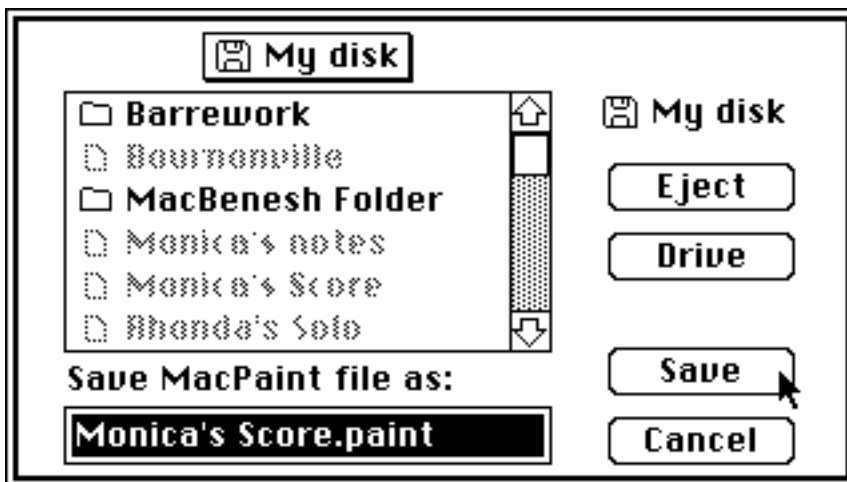 My disk
Barrework
Bournonville
MacBenesh Folder
Monica's notes
Monica's Score
Rhonda's Solo
Save MacPaint file as:
Monica's Score.paint
My disk
Eject
Drive
Save
Cancel